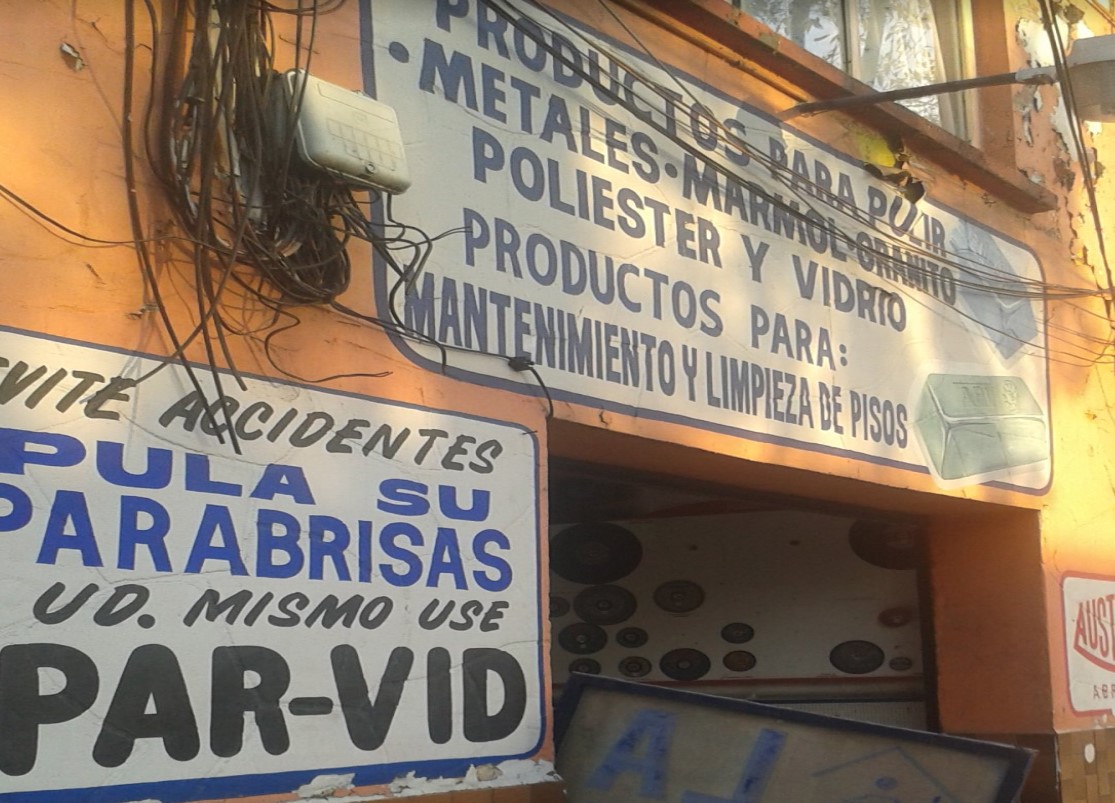 PRODUCTOS PARA PULIR
• METALES • MARMOL • GRANITO
POLIESTER Y VIDRIO
PRODUCTOS PARA:
MANTENIMIENTO Y LIMPIEZA DE PISOS
EVITE ACCIDENTES
PULA SU
PARABRISAS
UD. MISMO USE
PAR-VID